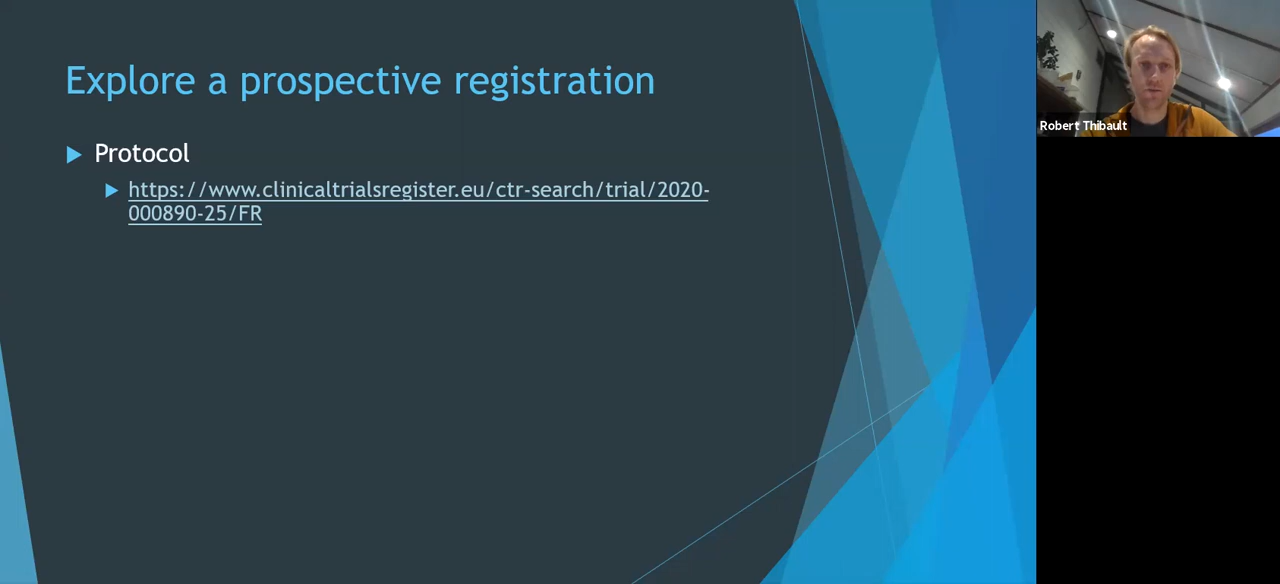 Explore a prospective registration
Protocol
https://www.clinicaltrialsregister.eu/ctr-search/trial/2020-
000890-25/FR
Robert Thibault